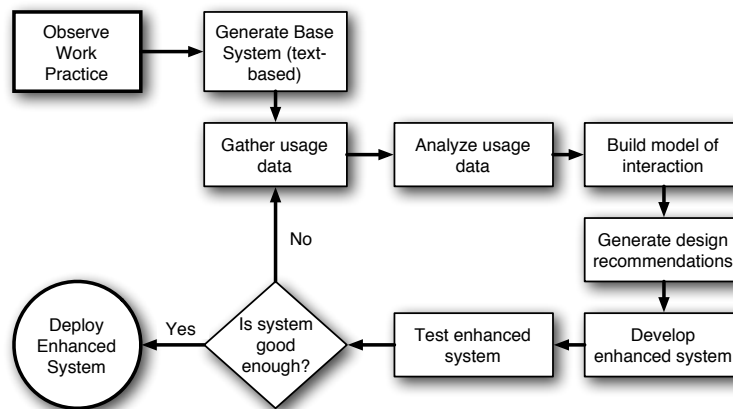 Observe
Work
Practice
Generate Base
System (text-
based)
Gather usage
data
Analyze usage
data
Build model of
interaction
Generate design
recommendations
Develop
enhanced system
Test enhanced
system
Is system
good
enough?
No
Yes
Deploy
Enhanced
System